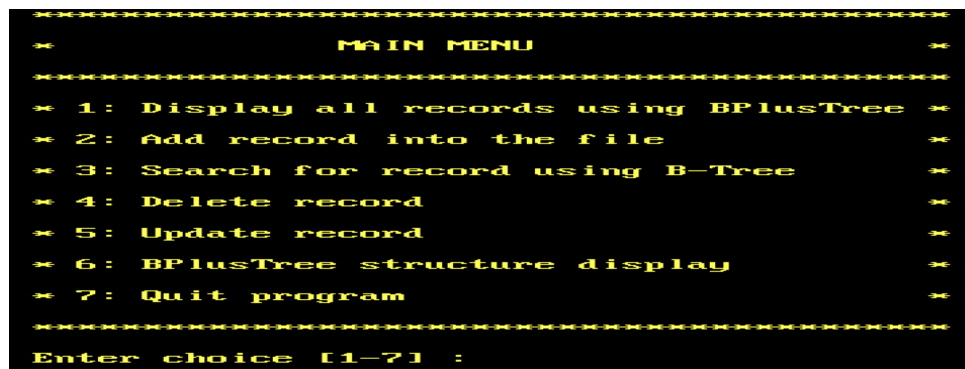 ******************************************
* MAIN MENU *
******************************************
* 1: Display all records using BPlusTree *
* 2: Add record into the file *
* 3: Search for record using B-Tree *
* 4: Delete record *
* 5: Update record *
* 6: BPlusTree structure display *
* 7: Quit program *
******************************************
Enter choice [1-7] :